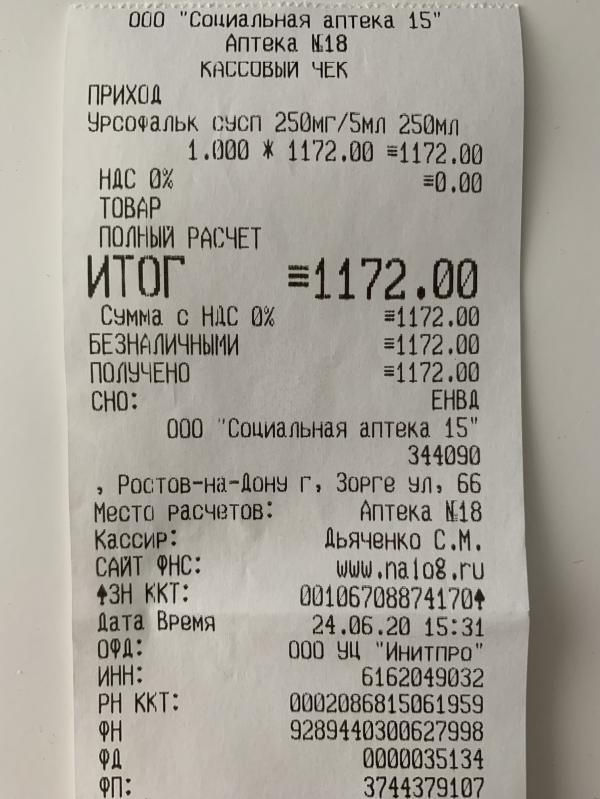 ООО "Социальная аптека 15"
Аптека №18
КАССОВЫЙ ЧЕК
ПРИХОД
Урсофальк сусп 250мг/5мл 250мл
1.000 * 1172.00 ≡1172.00
НДС 0% ≡0.00
ТОВАР
ПОЛНЫЙ РАСЧЕТ
ИТОГ ≡1172.00
Сумма с НДС 0% ≡1172.00
БЕЗНАЛИЧНЫМИ ≡1172.00
ПОЛУЧЕНО ≡1172.00
СНО: ЕНВД
ООО "Социальная аптека 15"
344090
, Ростов-на-Дону г, Зорге ул, 66
Место расчетов: Аптека №18
Кассир: Дьяченко С.М.
САЙТ ФНС: www.nalog.ru
↑ЗН ККТ: 00106708874170↑
Дата Время 24.06.20 15:31
ОФД: ООО УЦ "Инитпро"
ИНН: 6162049032
РН ККТ: 0002086815061959
ФН 9289440300627998
ФД 0000035134
ФП: 3744379107